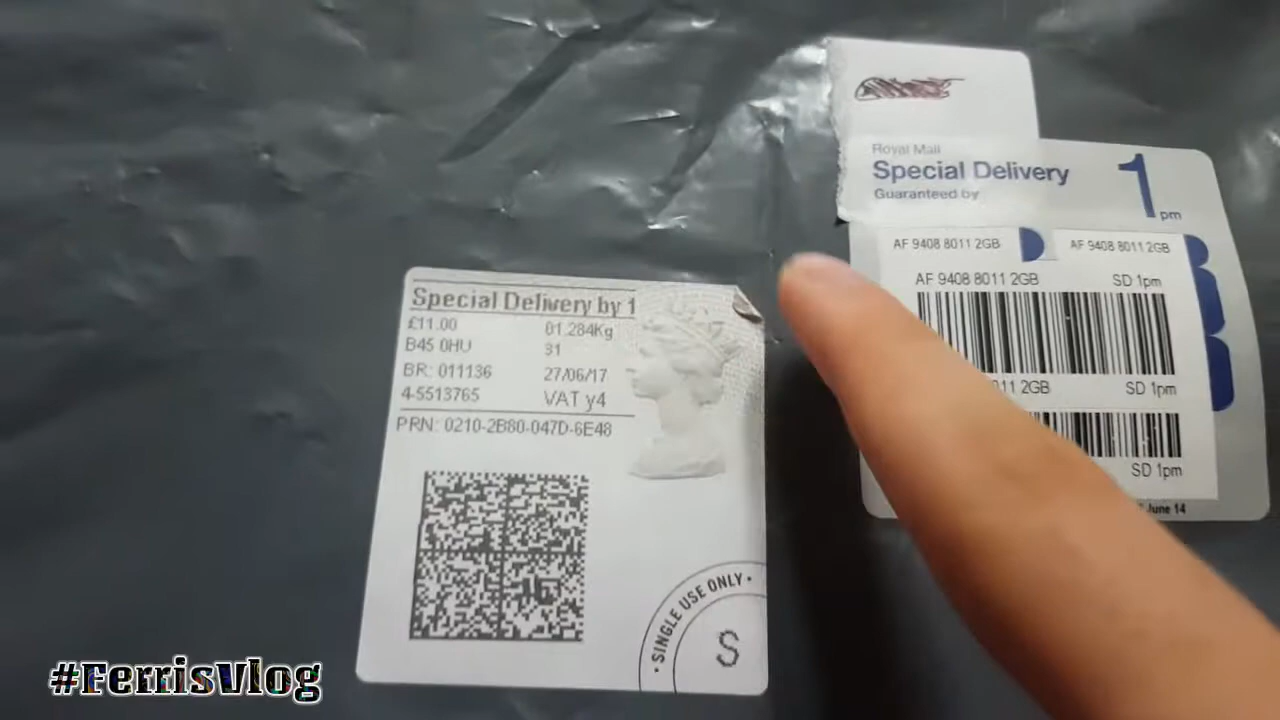 Royal Mail
Special Delivery
Guaranteed by
1pm
AF 9408 8011 2GB
AF 9408 8011 2GB
AF 9408 8011 2GB SD 1pm
011 2GB SD 1pm
SD 1pm
June 14
Special Delivery by 1
£11.00 01.284Kg
B45 0HU 31
BR: 011136 27/06/17
4-5513765 VAT y4
PRN: 0210-2B80-047D-6E48
• SINGLE USE ONLY •
S
#FerrisVlog